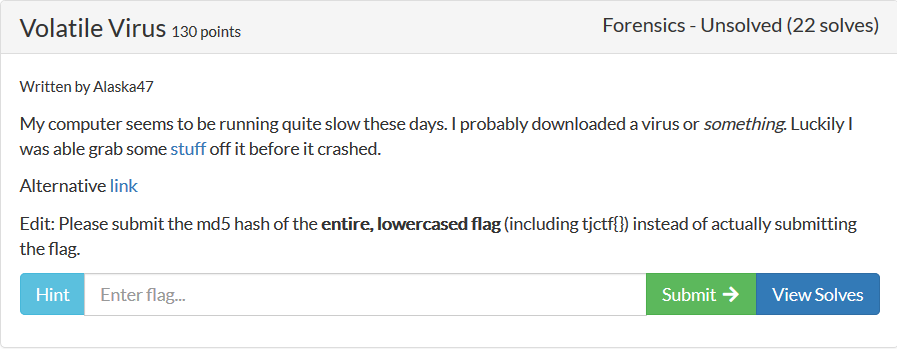 Volatile Virus 130 points
Forensics - Unsolved (22 solves)
Written by Alaska47
My computer seems to be running quite slow these days. I probably downloaded a virus or something. Luckily I
was able grab some stuff off it before it crashed.
Alternative link
Edit: Please submit the md5 hash of the entire, lowercased flag (including tjctf{}) instead of actually submitting
the flag.
Hint
Enter flag...
Submit
View Solves